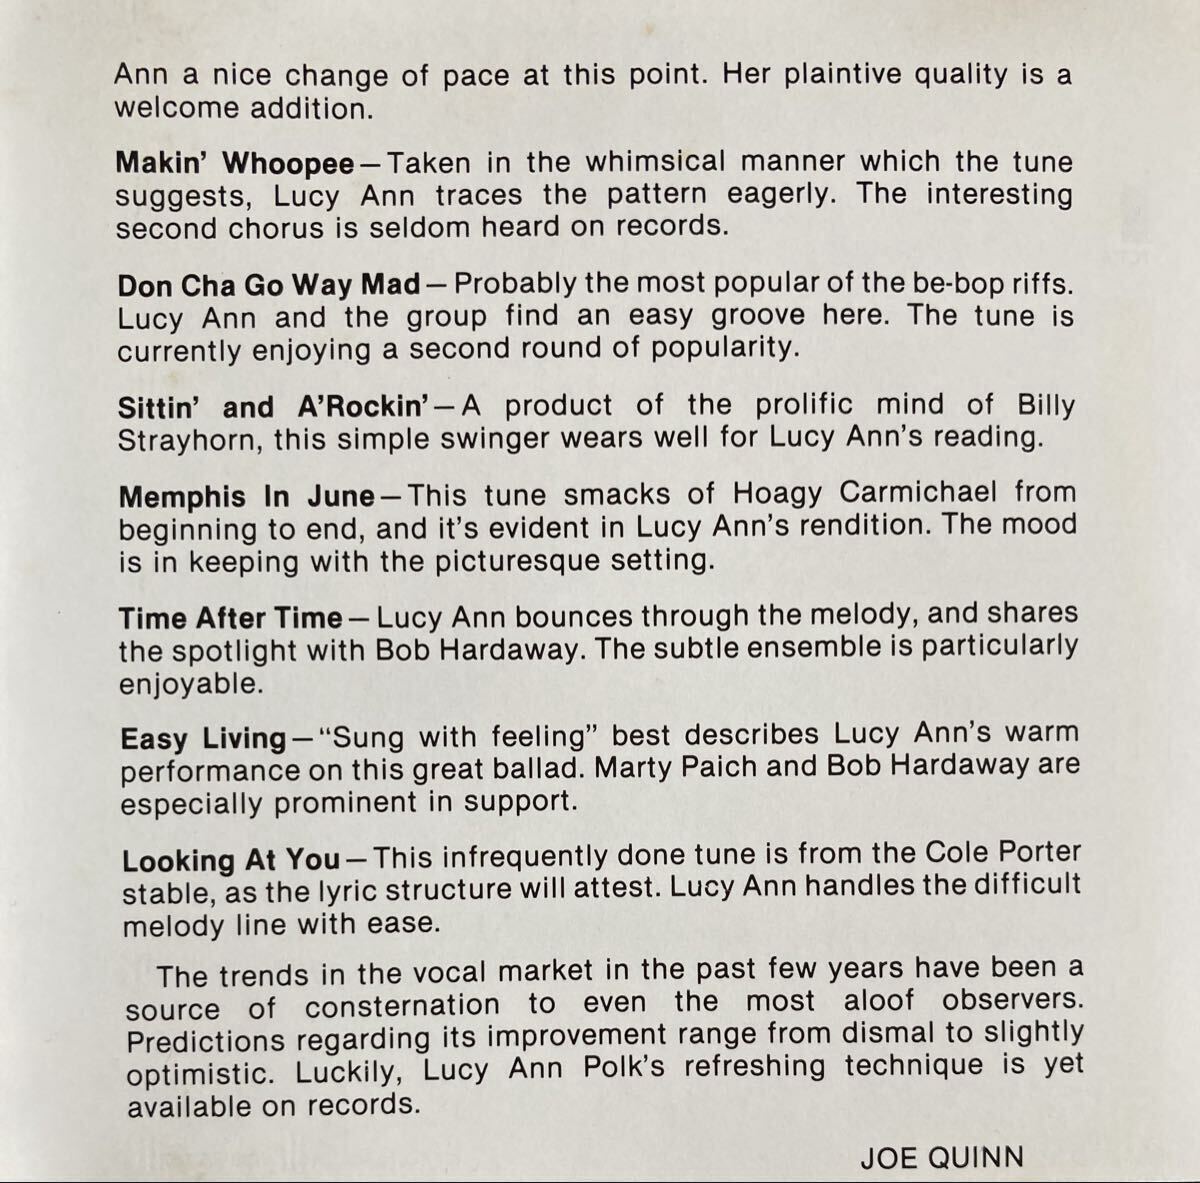 Ann a nice change of pace at this point. Her plaintive quality is a
welcome addition.
Makin' Whoopee—Taken in the whimsical manner which the tune
suggests, Lucy Ann traces the pattern eagerly. The interesting
second chorus is seldom heard on records.
Don Cha Go Way Mad—Probably the most popular of the be-bop riffs.
Lucy Ann and the group find an easy groove here. The tune is
currently enjoying a second round of popularity.
Sittin' and A'Rockin'—A product of the prolific mind of Billy
Strayhorn, this simple swinger wears well for Lucy Ann's reading.
Memphis In June—This tune smacks of Hoagy Carmichael from
beginning to end, and it's evident in Lucy Ann's rendition. The mood
is in keeping with the picturesque setting.
Time After Time—Lucy Ann bounces through the melody, and shares
the spotlight with Bob Hardaway. The subtle ensemble is particularly
enjoyable.
Easy Living—“Sung with feeling” best describes Lucy Ann's warm
performance on this great ballad. Marty Paich and Bob Hardaway are
especially prominent in support.
Looking At You—This infrequently done tune is from the Cole Porter
stable, as the lyric structure will attest. Lucy Ann handles the difficult
melody line with ease.
The trends in the vocal market in the past few years have been a
source of consternation to even the most aloof observers.
Predictions regarding its improvement range from dismal to slightly
optimistic. Luckily, Lucy Ann Polk's refreshing technique is yet
available on records.
JOE QUINN